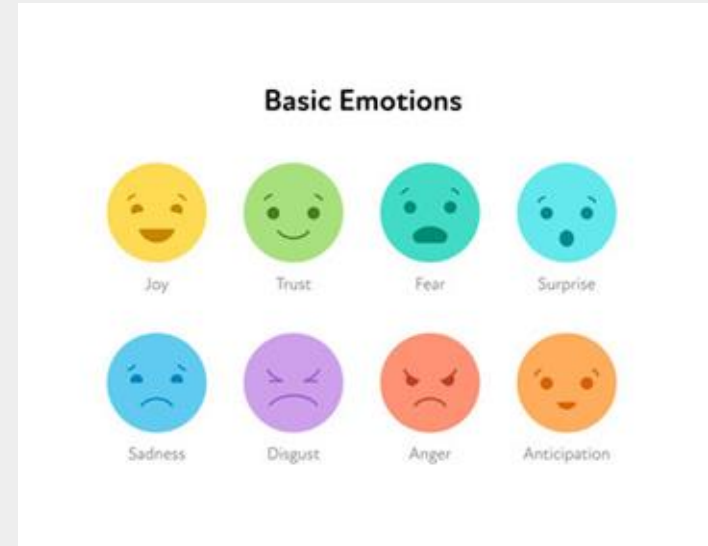 Basic Emotions
Joy Trust Fear Surprise
Sadness Disgust Anger Anticipation